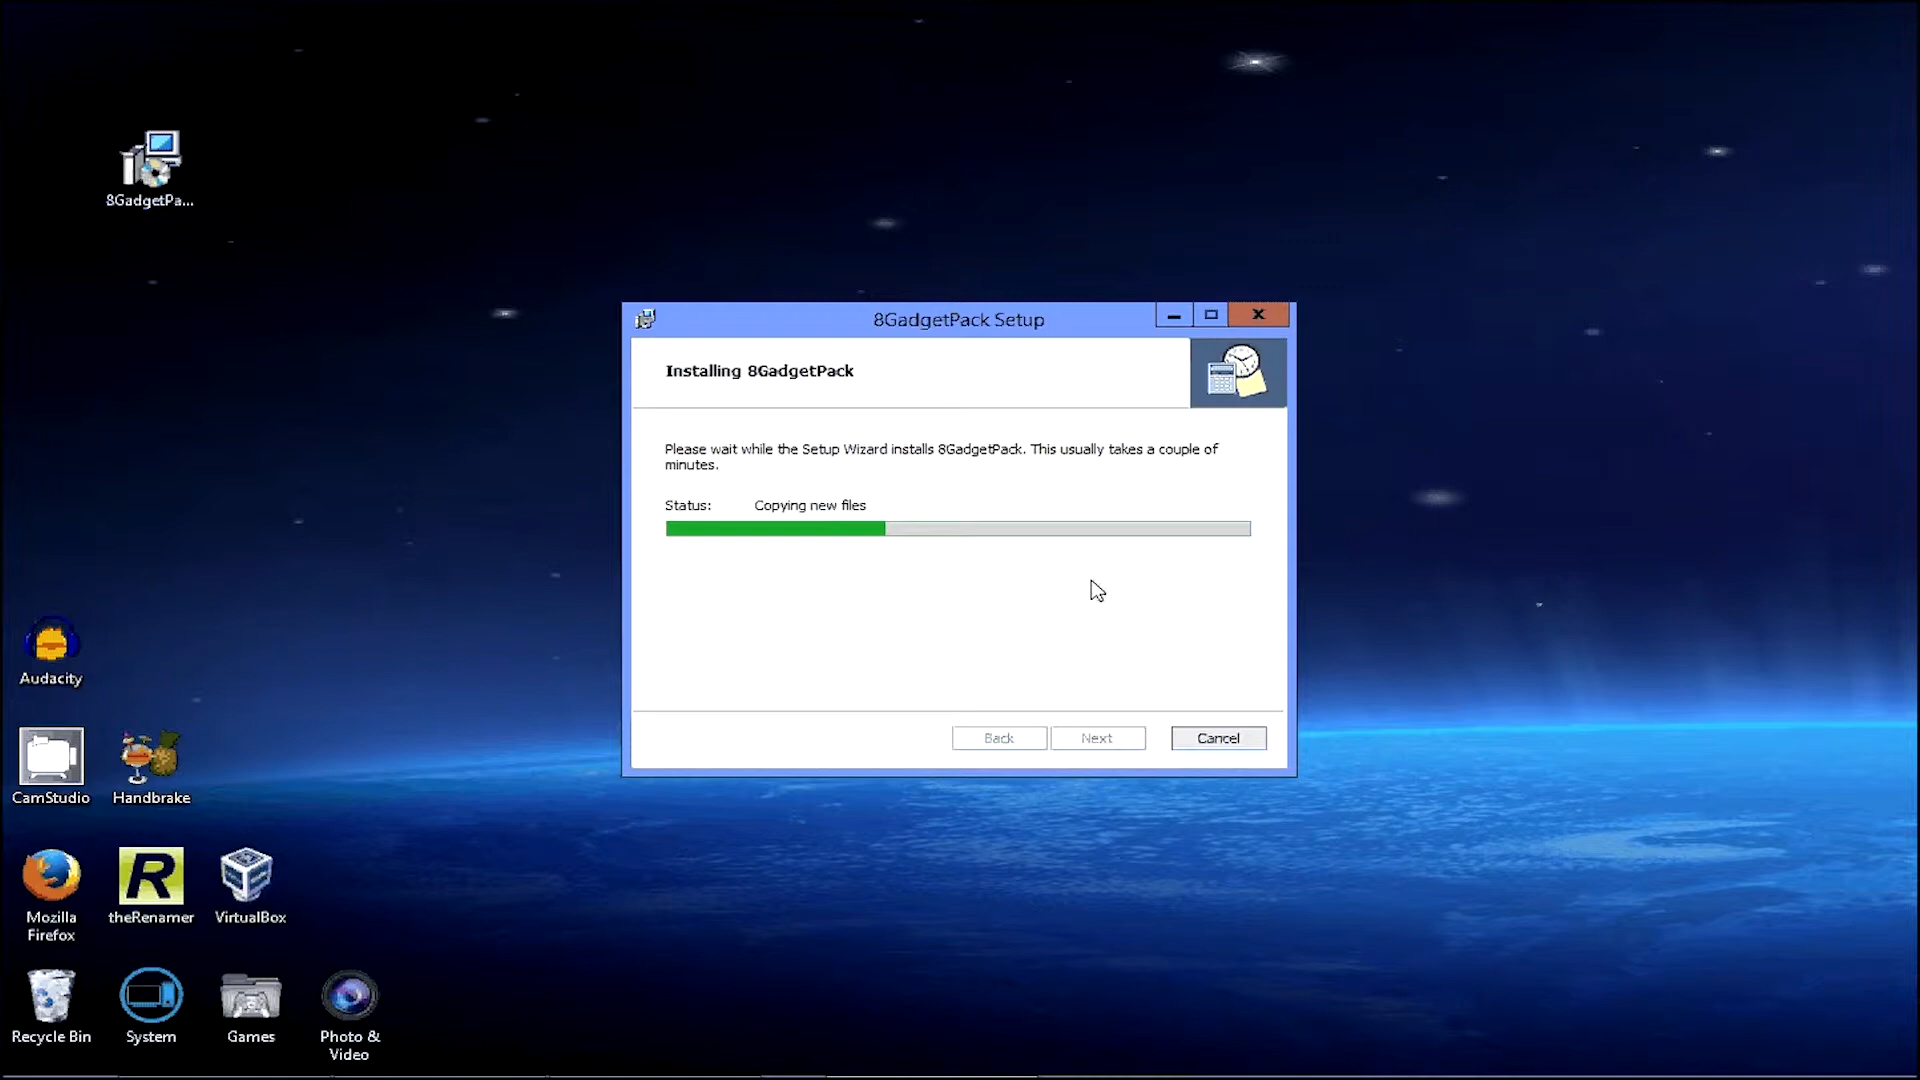 8GadgetPa...
8GadgetPack Setup
Installing 8GadgetPack
Please wait while the Setup Wizard installs 8GadgetPack. This usually takes a couple of
minutes.
Status: Copying new files
Back Next Cancel
Audacity
CamStudio Handbrake
Mozilla
Firefox
theRenamer
VirtualBox
R
Recycle Bin
System
Games
Photo &
Video